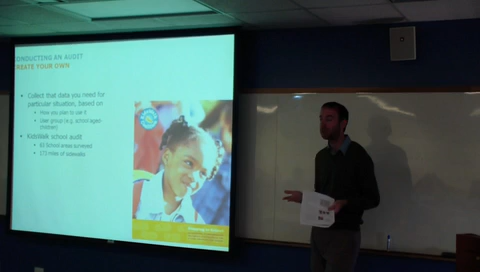 CONDUCTING AN AUDIT
CREATE YOUR OWN
• Collect that data you need for
particular situation, based on
• How you plan to use it
• User group (e.g. school aged
children)
• KidsWalk school audit
• 63 School areas surveyed
• 173 miles of sidewalks